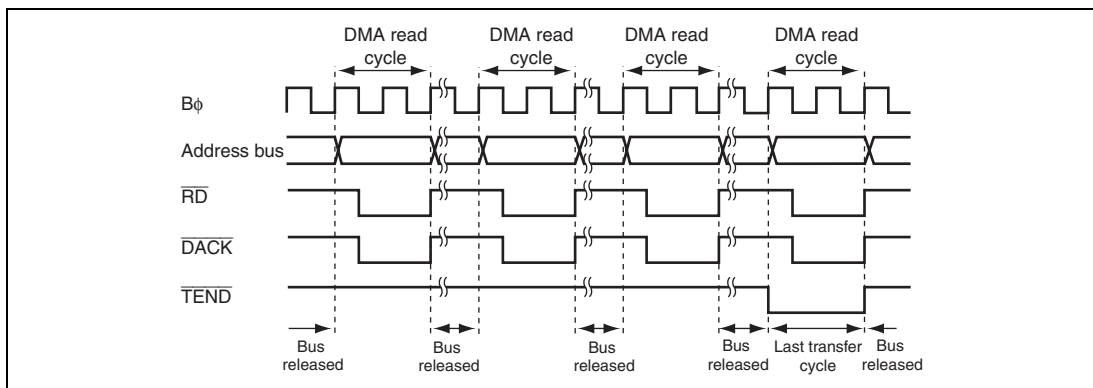 DMA read cycle
DMA read cycle
DMA read cycle
DMA read cycle
Bφ
Address bus
RD
DACK
TEND
Bus released
Bus released
Bus released
Bus released
Last transfer cycle
Bus released